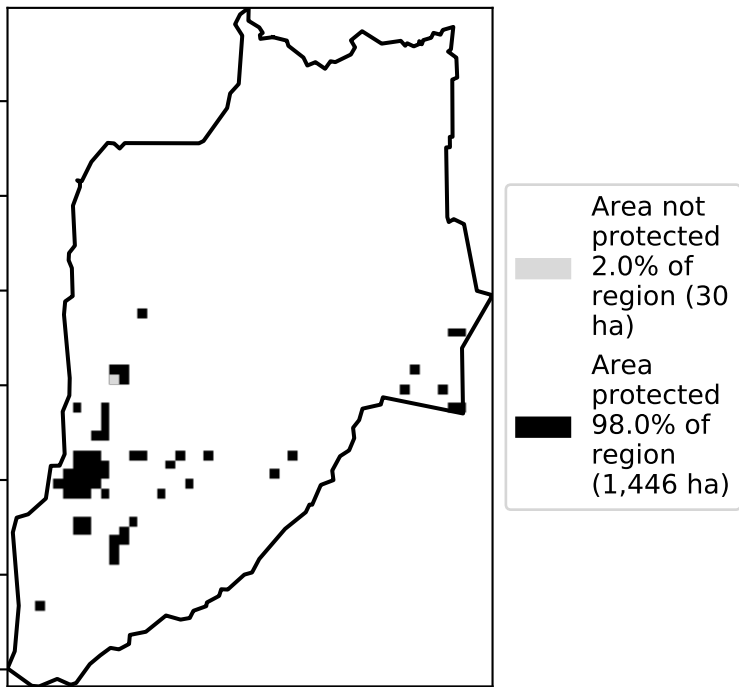 Area not
protected
2.0% of
region (30
ha)
Area
protected
98.0% of
region
(1,446 ha)